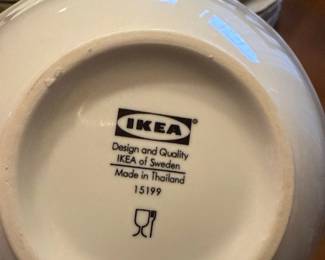 IKEA
Design and Quality
IKEA of Sweden
Made in Thailand
15199